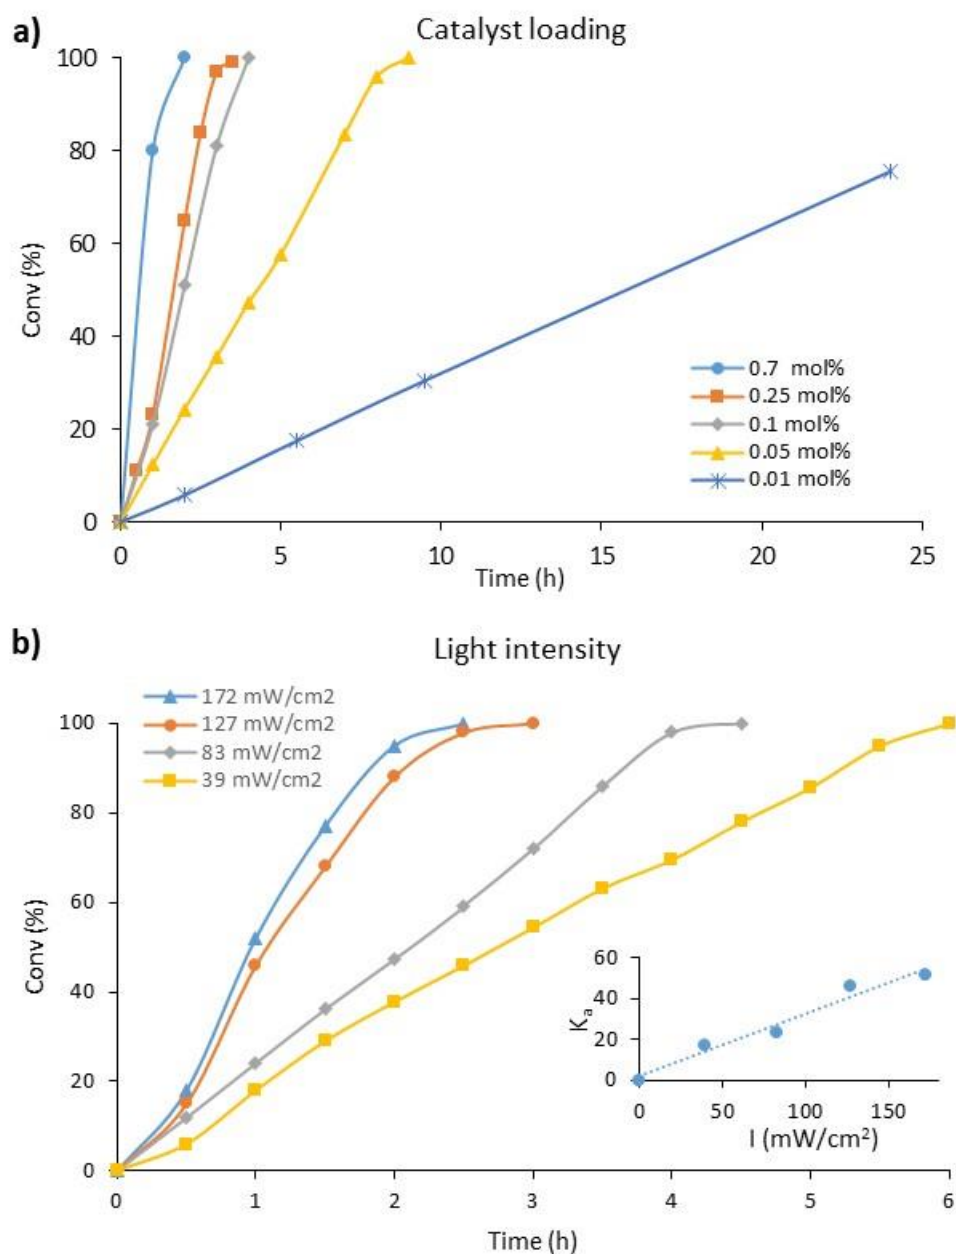 a)
Catalyst loading
100
80
60
40
20
0
Conv (%)
0 5 10 15 20 25
Time (h)
0.7 mol%
0.25 mol%
0.1 mol%
0.05 mol%
0.01 mol%
b)
Light intensity
172 mW/cm2
127 mW/cm2
83 mW/cm2
39 mW/cm2
100
80
60
40
20
0
Conv (%)
60
40
20
0
Ka
0 50 100 150
I (mW/cm²)
0 1 2 3 4 5 6
Time (h)